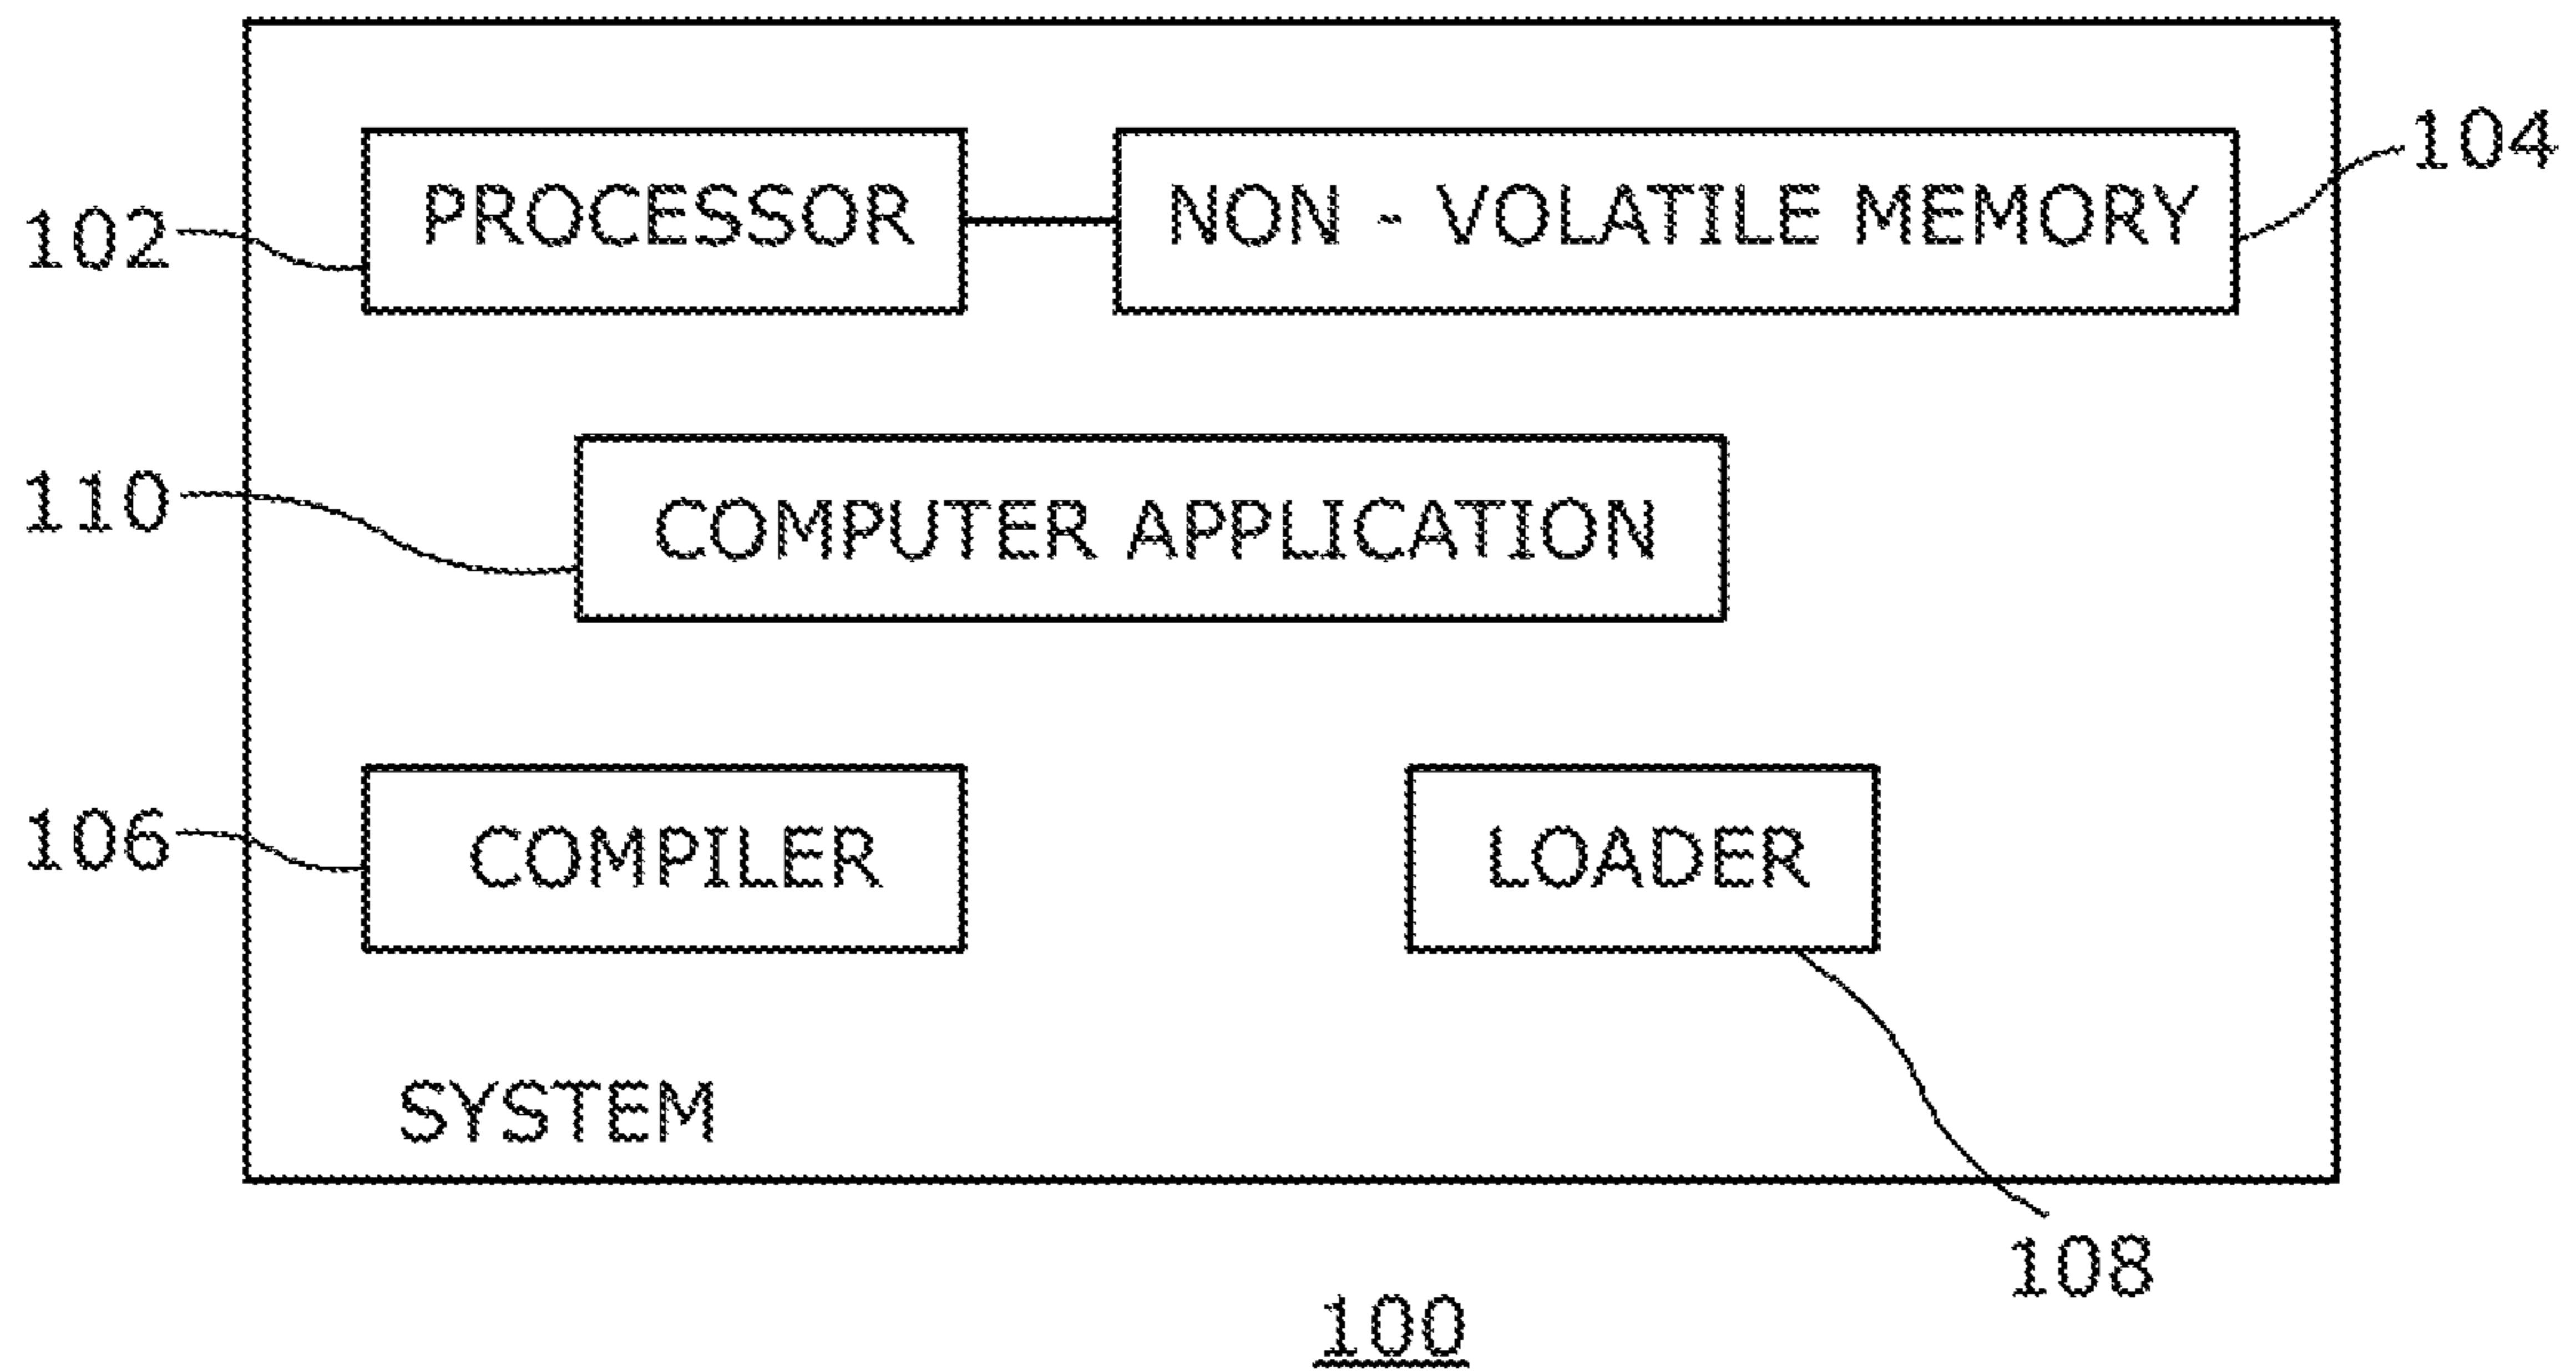 PROCESSOR
NON - VOLATILE MEMORY
104
102
110
COMPUTER APPLICATION
106
COMPILER
LOADER
SYSTEM
108
100